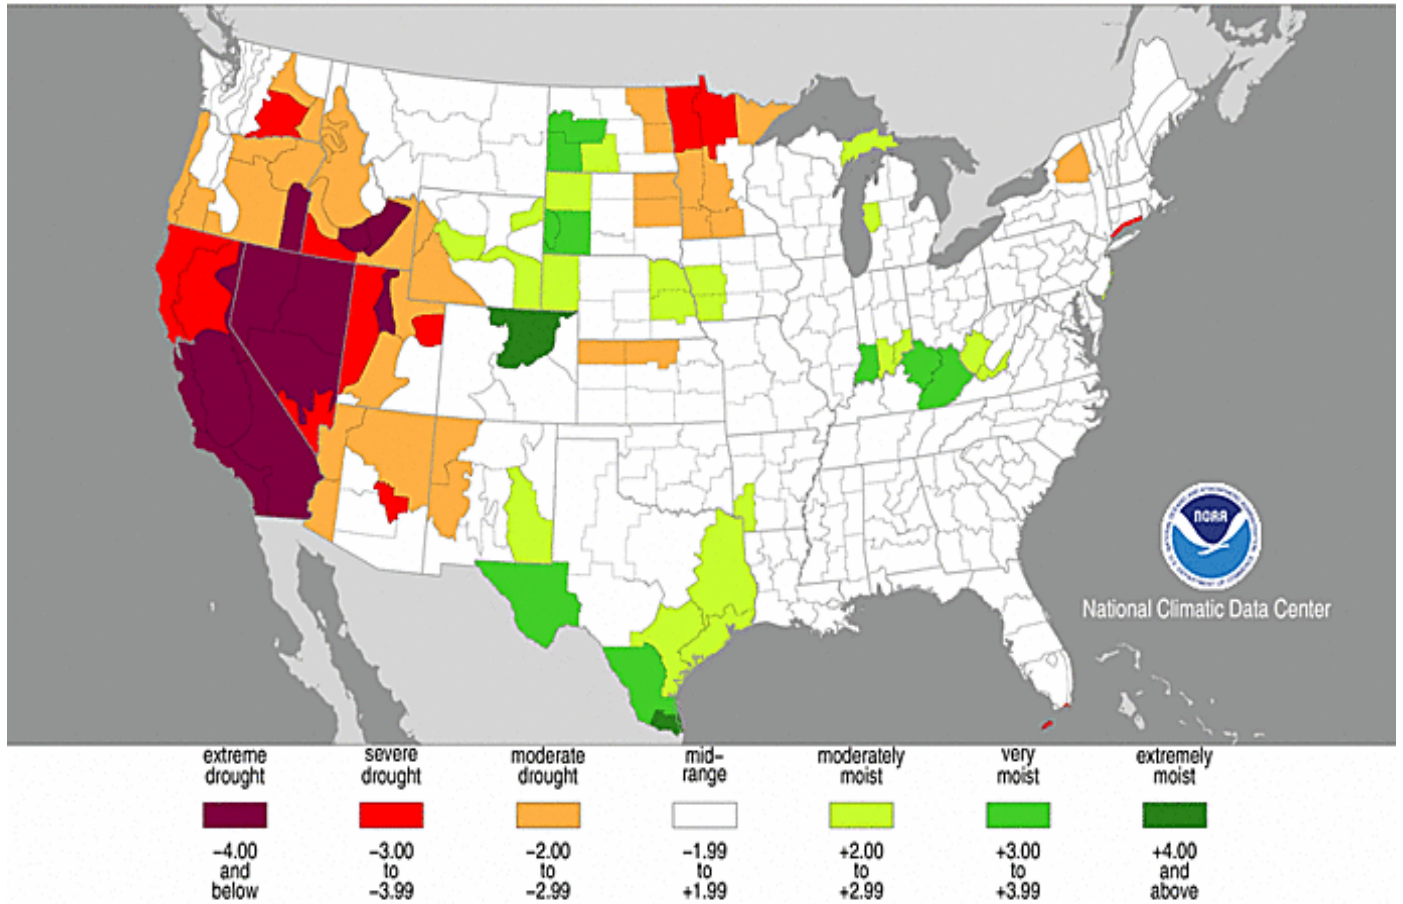 NOAA
National Climatic Data Center
extreme drought
severe drought
moderate drought
mid-range
moderately moist
very moist
extremely moist
-4.00 and below
-3.00 to -3.99
-2.00 to -2.99
-1.99 to +1.99
+2.00 to +2.99
+3.00 to +3.99
+4.00 and above